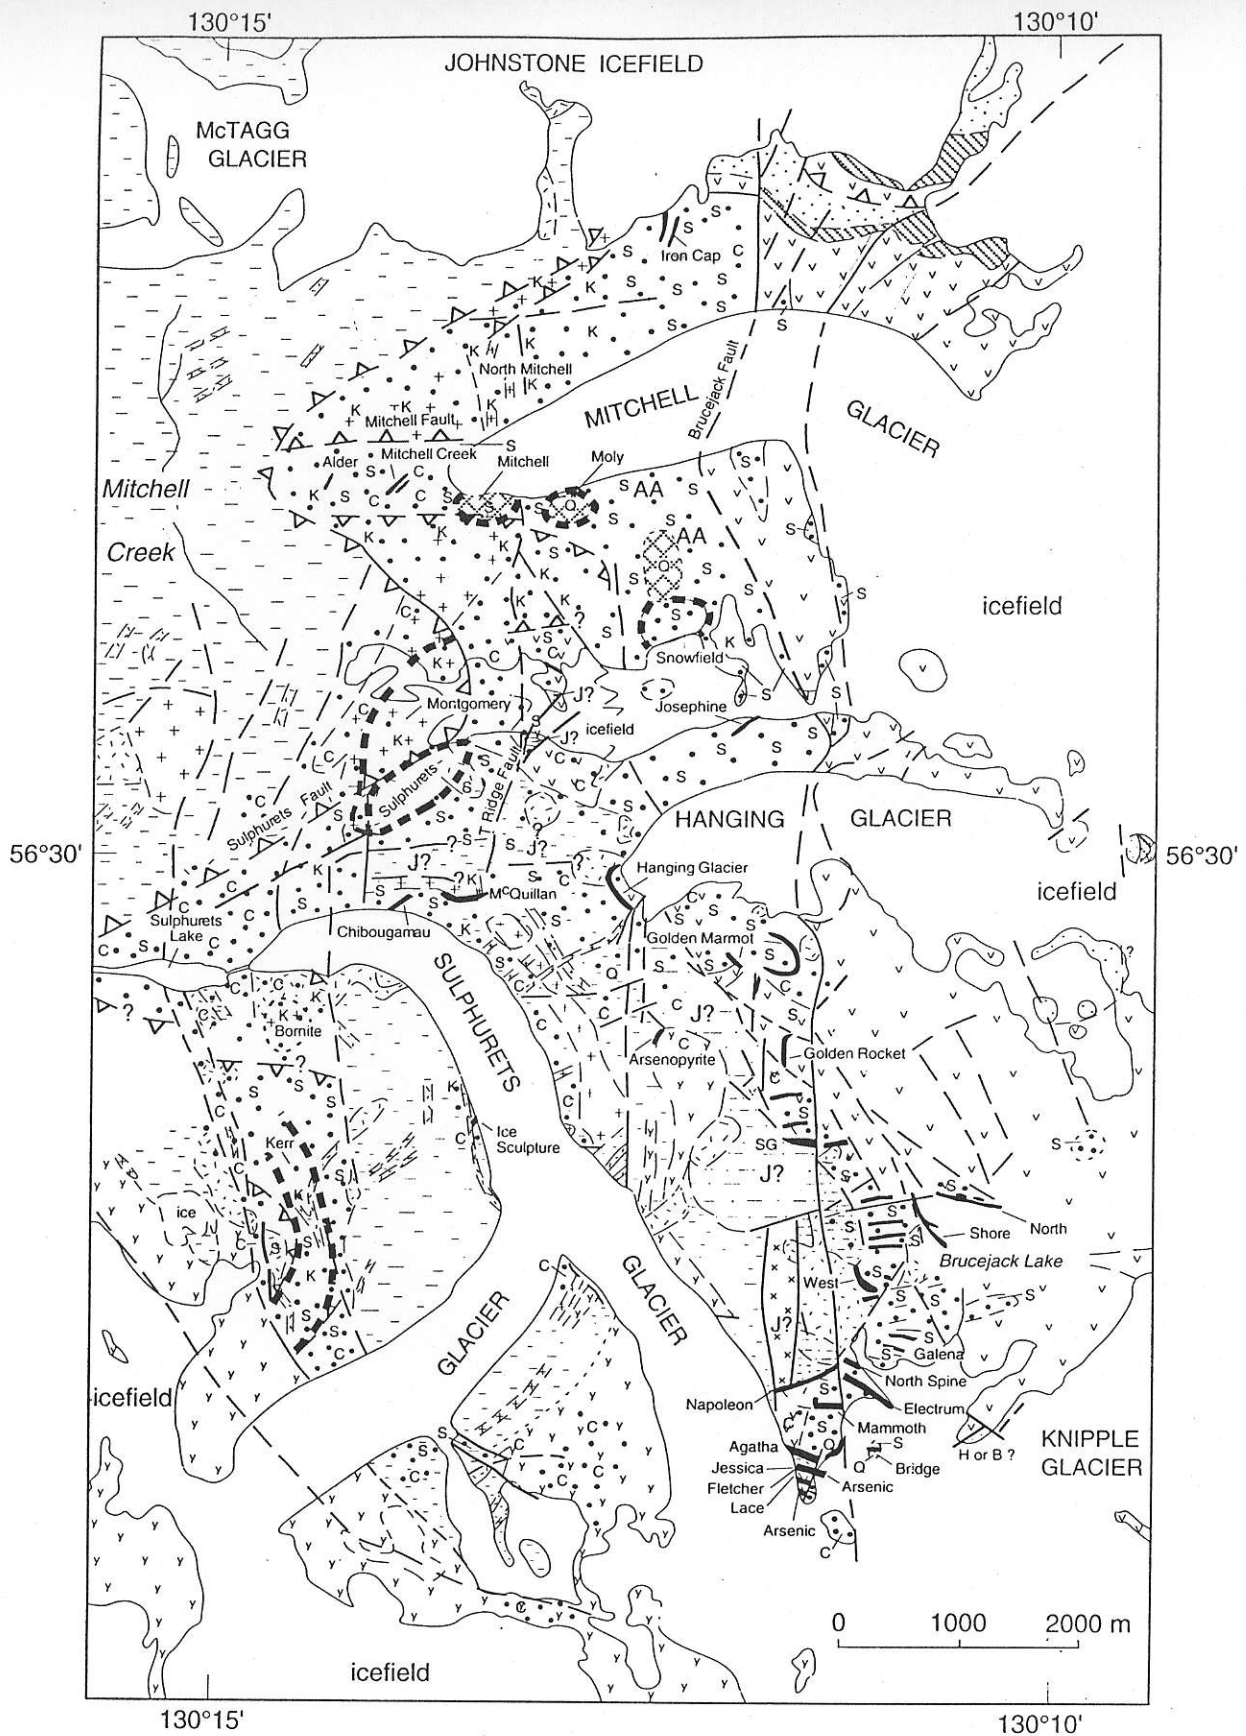 130°15'
130°10'
JOHNSTONE ICEFIELD
McTAGG
GLACIER
Iron Cap
North Mitchell
Brucejack Fault
MITCHELL
GLACIER
Mitchell Fault
Mitchell Creek
Alder
Mitchell
Moly
Mitchell
Creek
AA
AA
icefield
Snowfield
Montgomery
J?
Josephine
icefield
J?
Sulphurets
T Ridge Fault
Sulphurets Fault
HANGING
GLACIER
56°30'
56°30'
J?
J?
Hanging Glacier
icefield
McQuillan
Sulphurets
Lake
Chibougamau
Golden Marmot
SULPHURETS
J?
Bornite
Arsenopyrite
Golden Rocket
Kerr
Ice
Sculpture
SG
J?
ice
North
Shore
Brucejack Lake
West
GLACIER
GLACIER
J?
Galena
icefield
North Spine
Napoleon
Electrum
Mammoth
KNIPPLE
GLACIER
H or B ?
Agatha
Bridge
Jessica
Fletcher
Arsenic
Lace
Arsenic
0 1000 2000 m
icefield
130°15'
130°10'